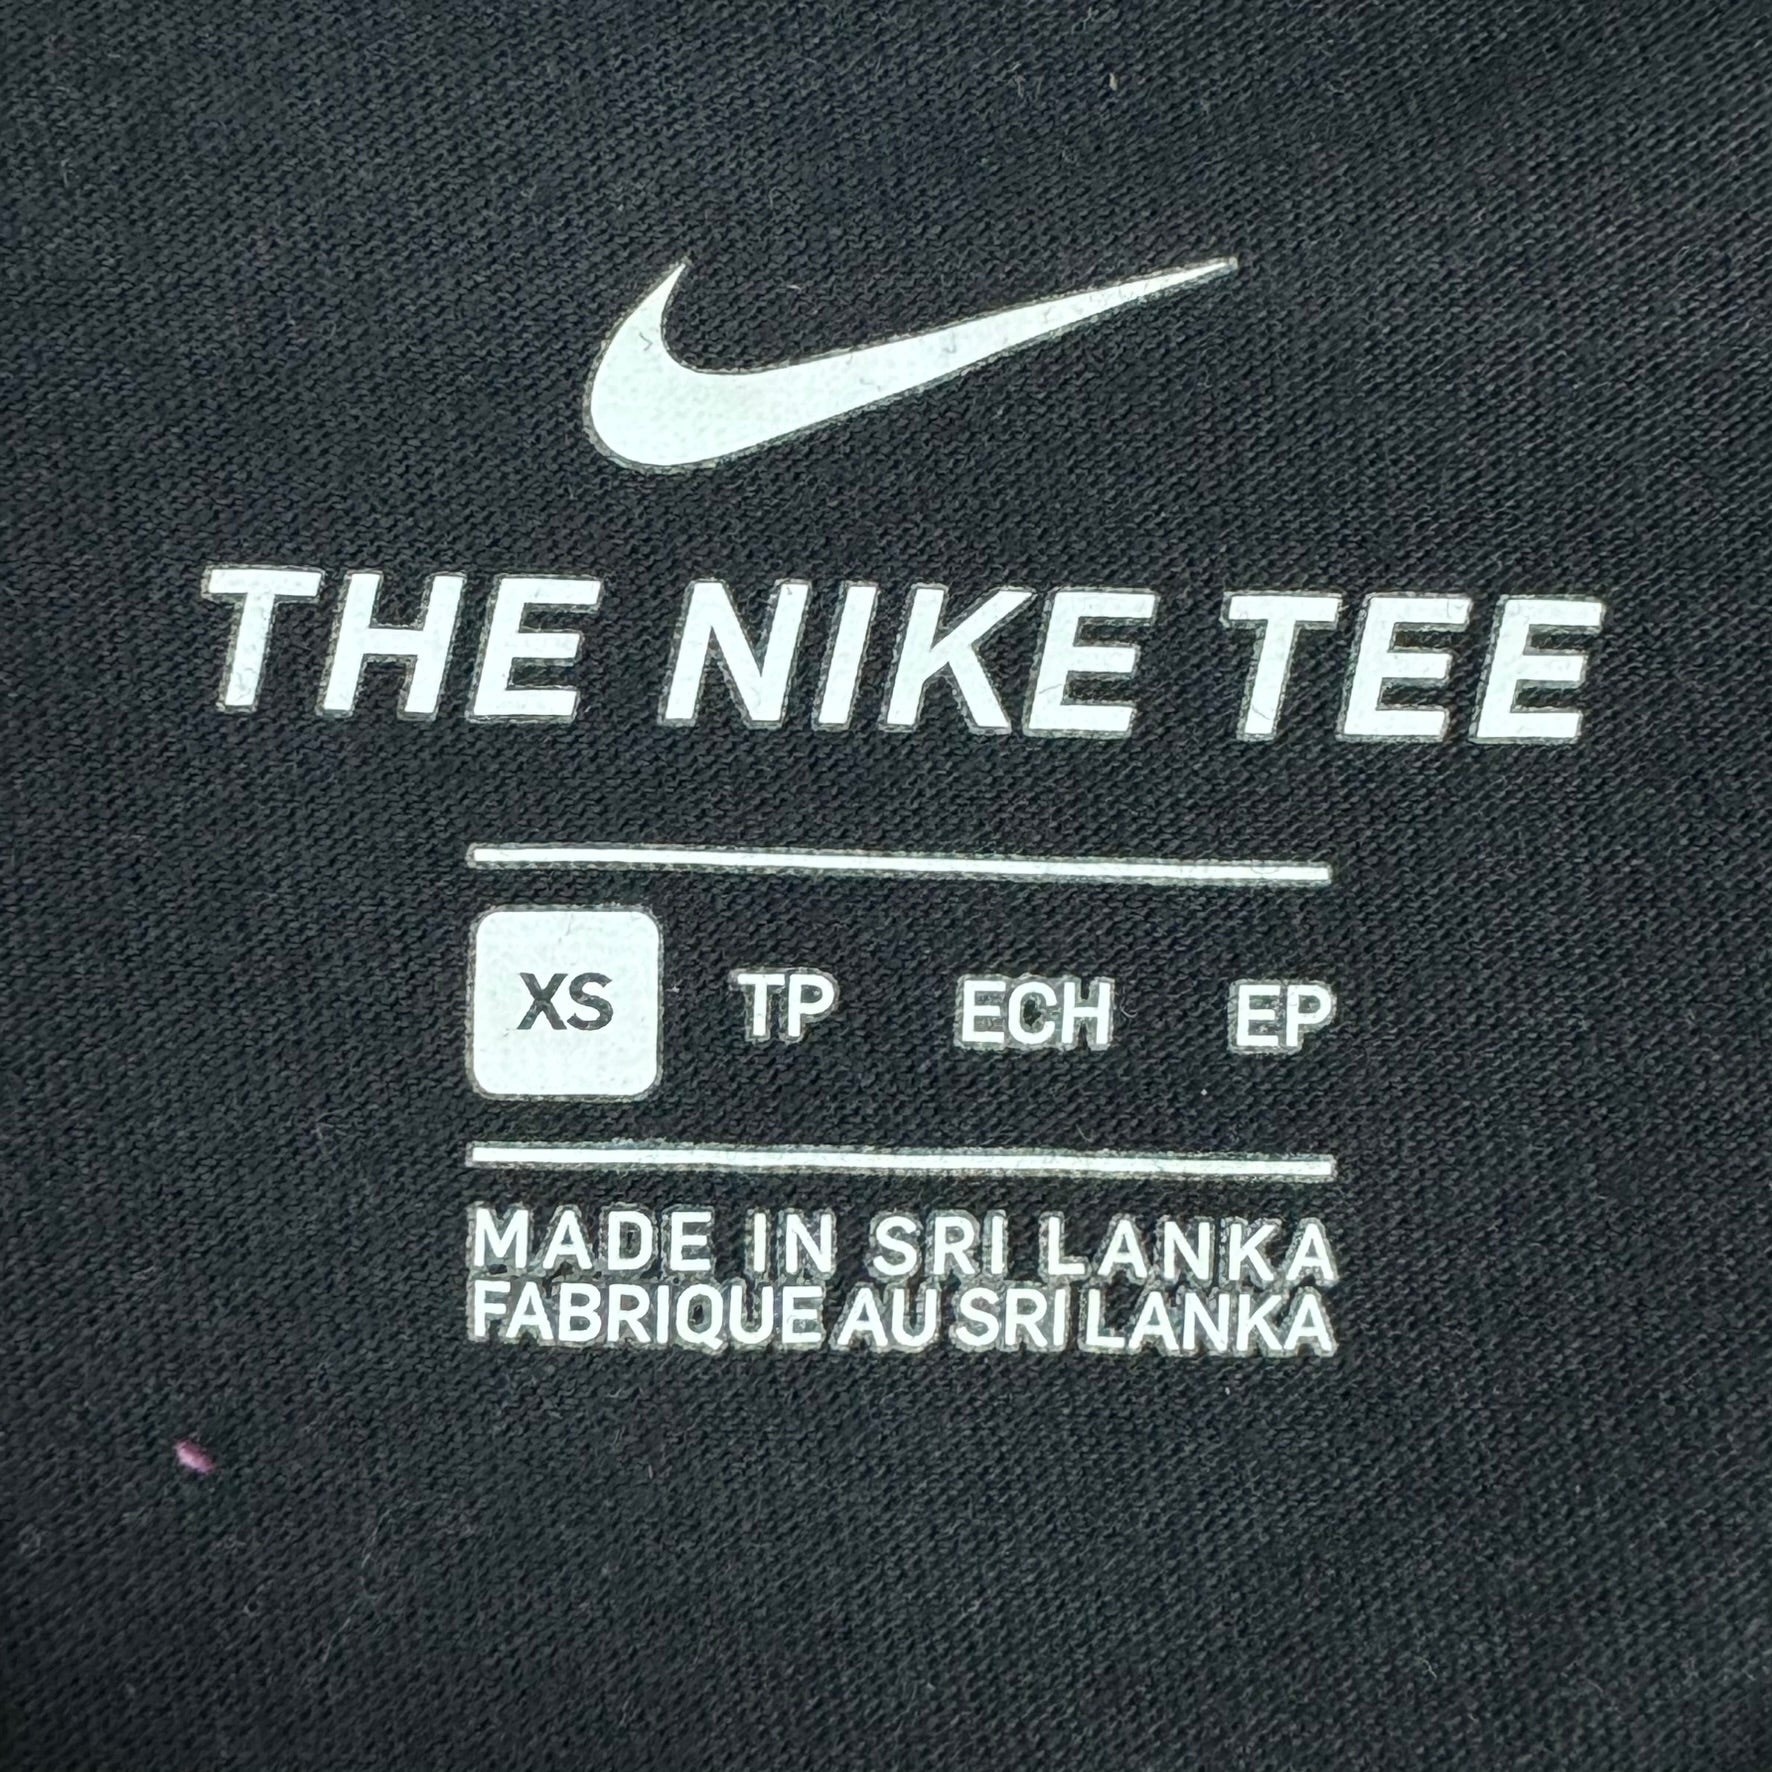 THE NIKE TEE
XS TP ECH EP
MADE IN SRI LANKA
FABRIQUE AU SRI LANKA